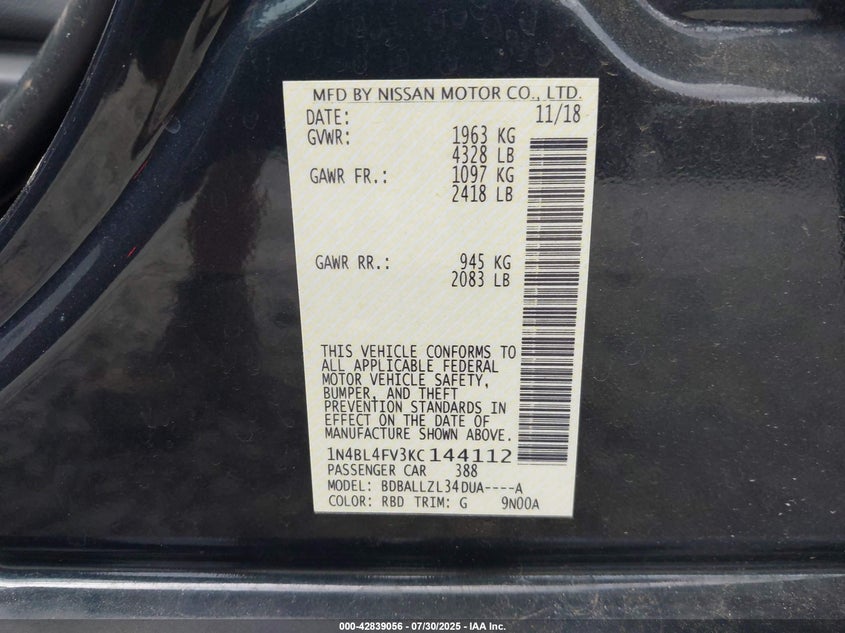 MFD BY NISSAN MOTOR CO., LTD.
DATE: 11/18
GVWR: 1963 KG
4328 LB
GAWR FR.: 1097 KG
2418 LB
GAWR RR.: 945 KG
2083 LB
THIS VEHICLE CONFORMS TO
ALL APPLICABLE FEDERAL
MOTOR VEHICLE SAFETY,
BUMPER, AND THEFT
PREVENTION STANDARDS IN
EFFECT ON THE DATE OF
MANUFACTURE SHOWN ABOVE.
1N4BL4FV3KC144112
PASSENGER CAR 388
MODEL: BDBALLZL34DUA----A
COLOR: RBD TRIM: G 9N00A
000-42839056 - 07/30/2025 - IAA Inc.